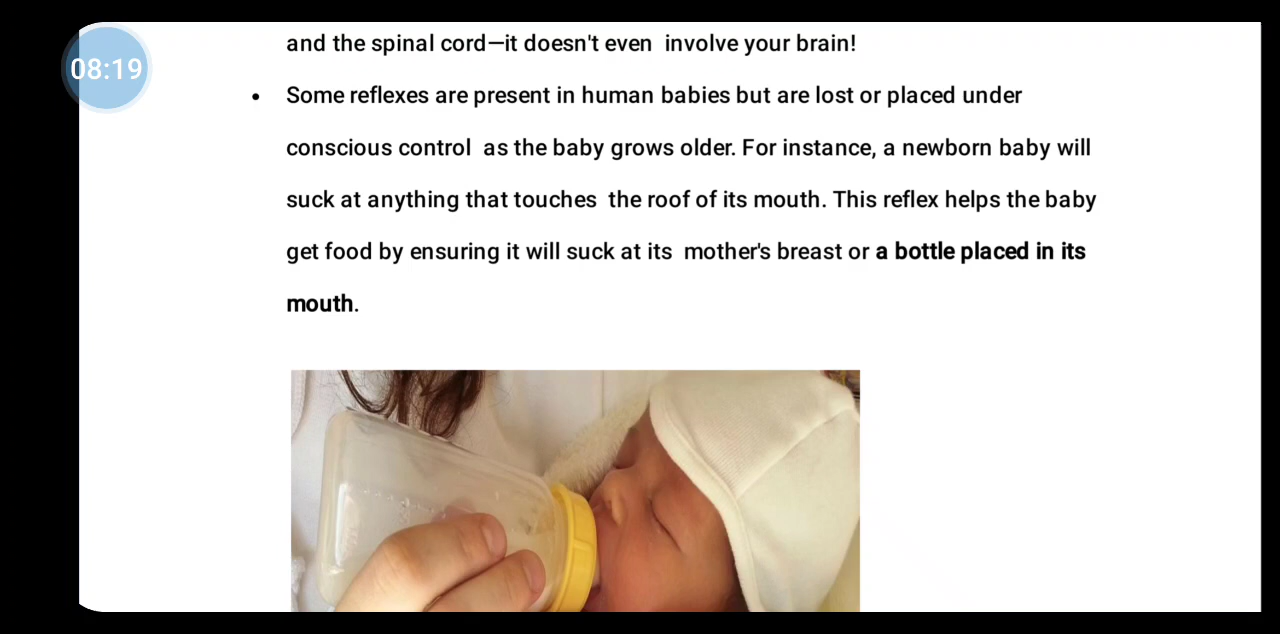 and the spinal cord—it doesn't even involve your brain!
08:19
• Some reflexes are present in human babies but are lost or placed under
conscious control as the baby grows older. For instance, a newborn baby will
suck at anything that touches the roof of its mouth. This reflex helps the baby
get food by ensuring it will suck at its mother's breast or a bottle placed in its
mouth.